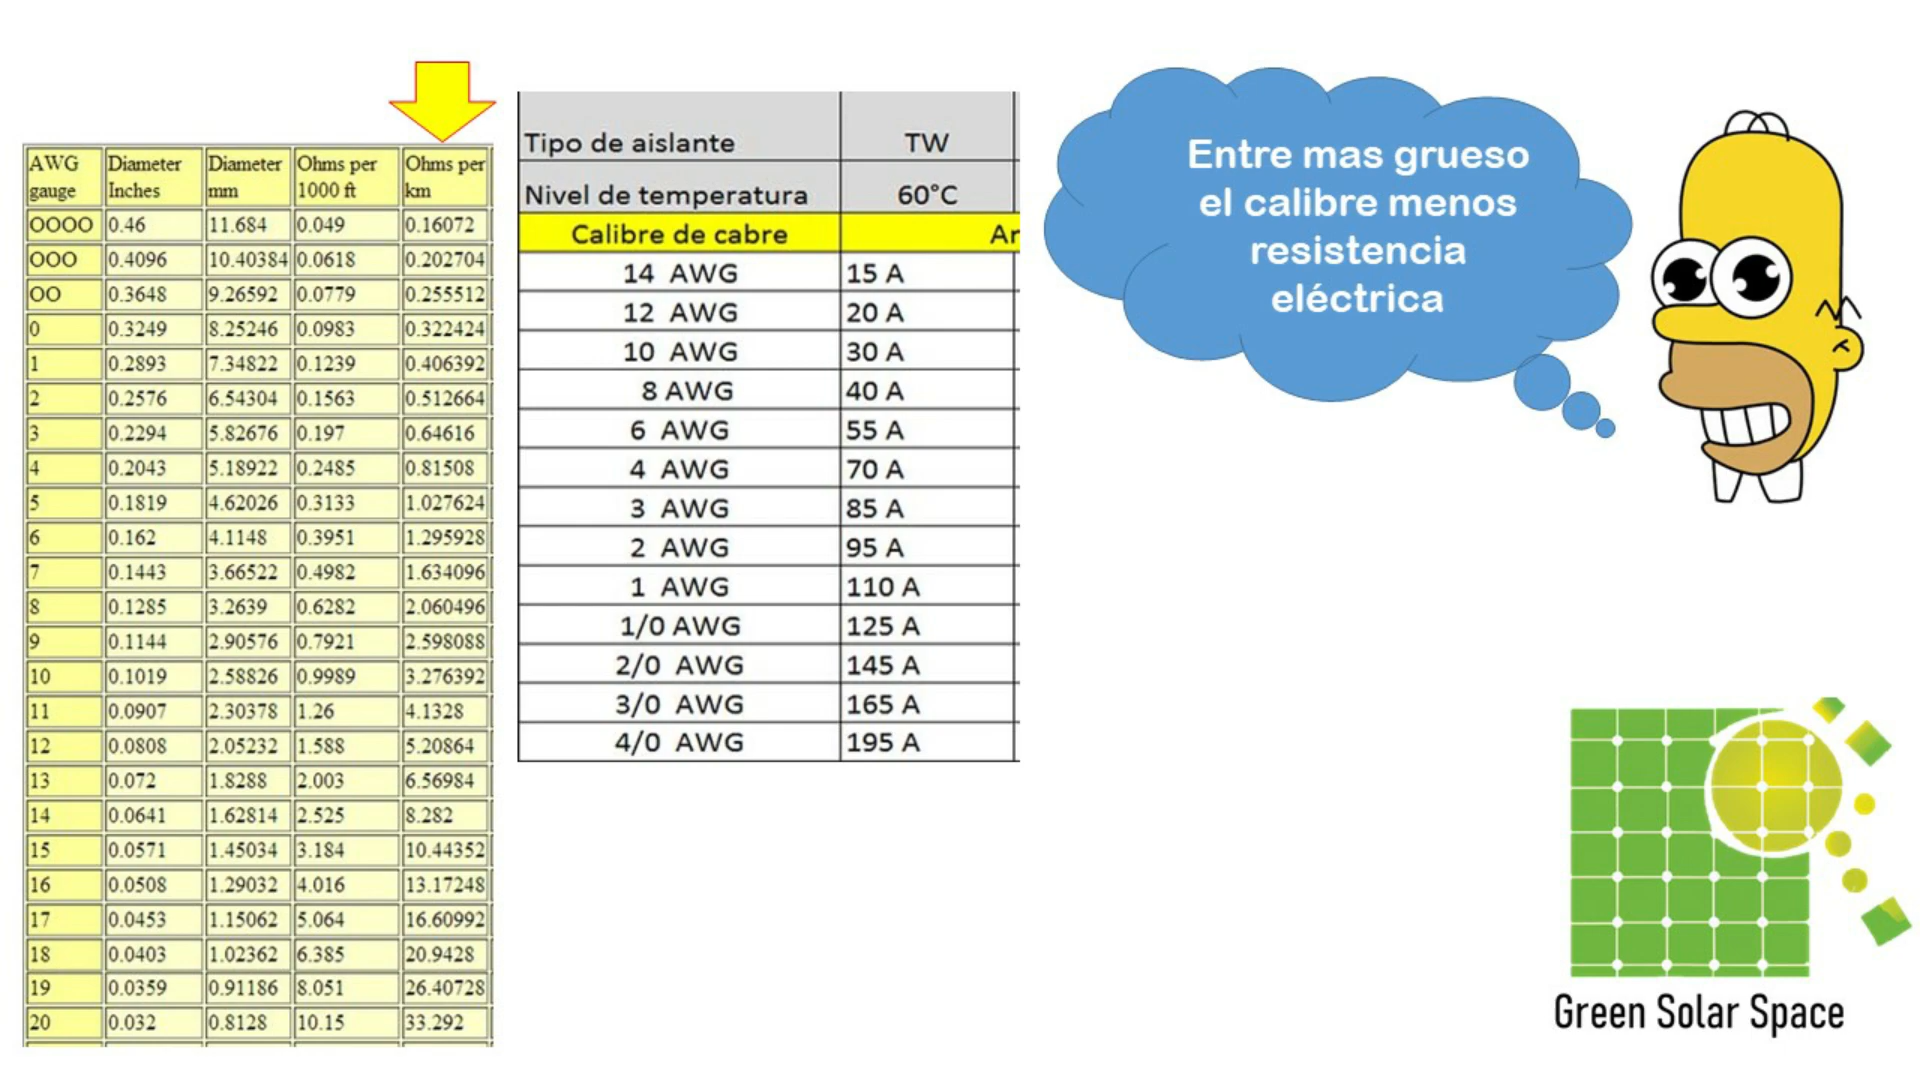 AWG gauge Diameter Inches Diameter mm Ohms per 1000 ft Ohms per km
OOOO 0.46 11.684 0.049 0.16072
OOO 0.4096 10.40384 0.0618 0.202704
OO 0.3648 9.26592 0.0779 0.255512
0 0.3249 8.25246 0.0983 0.322424
1 0.2893 7.34822 0.1239 0.406392
2 0.2576 6.54304 0.1563 0.512664
3 0.2294 5.82676 0.197 0.64616
4 0.2043 5.18922 0.2485 0.81508
5 0.1819 4.62026 0.3133 1.027624
6 0.162 4.1148 0.3951 1.295928
7 0.1443 3.66522 0.4982 1.634096
8 0.1285 3.2639 0.6282 2.060496
9 0.1144 2.90576 0.7921 2.598088
10 0.1019 2.58826 0.9989 3.276392
11 0.0907 2.30378 1.26 4.1328
12 0.0808 2.05232 1.588 5.20864
13 0.072 1.8288 2.003 6.56984
14 0.0641 1.62814 2.525 8.282
15 0.0571 1.45034 3.184 10.44352
16 0.0508 1.29032 4.016 13.17248
17 0.0453 1.15062 5.064 16.60992
18 0.0403 1.02362 6.385 20.9428
19 0.0359 0.91186 8.051 26.40728
20 0.032 0.8128 10.15 33.292
Tipo de aislante TW
Nivel de temperatura 60°C
Calibre de cabre
14 AWG 15 A
12 AWG 20 A
10 AWG 30 A
8 AWG 40 A
6 AWG 55 A
4 AWG 70 A
3 AWG 85 A
2 AWG 95 A
1 AWG 110 A
1/0 AWG 125 A
2/0 AWG 145 A
3/0 AWG 165 A
4/0 AWG 195 A
Entre mas grueso
el calibre menos
resistencia
eléctrica
Green Solar Space